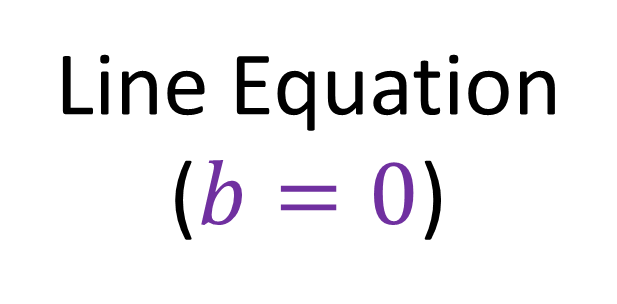 Line Equation
(b = 0)